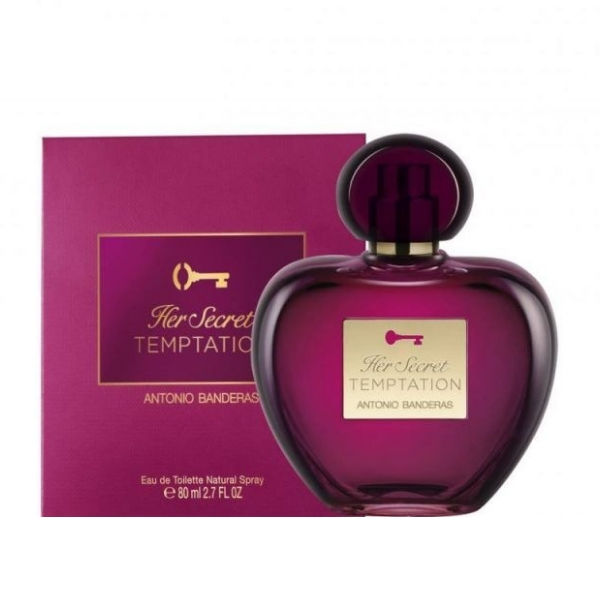 Her Secret
TEMPTATION
ANTONIO BANDERAS
Eau de Toilette Natural Spray
℮ 80 ml 2.7 FL OZ
Her Secret
TEMPTATION
ANTONIO BANDERAS